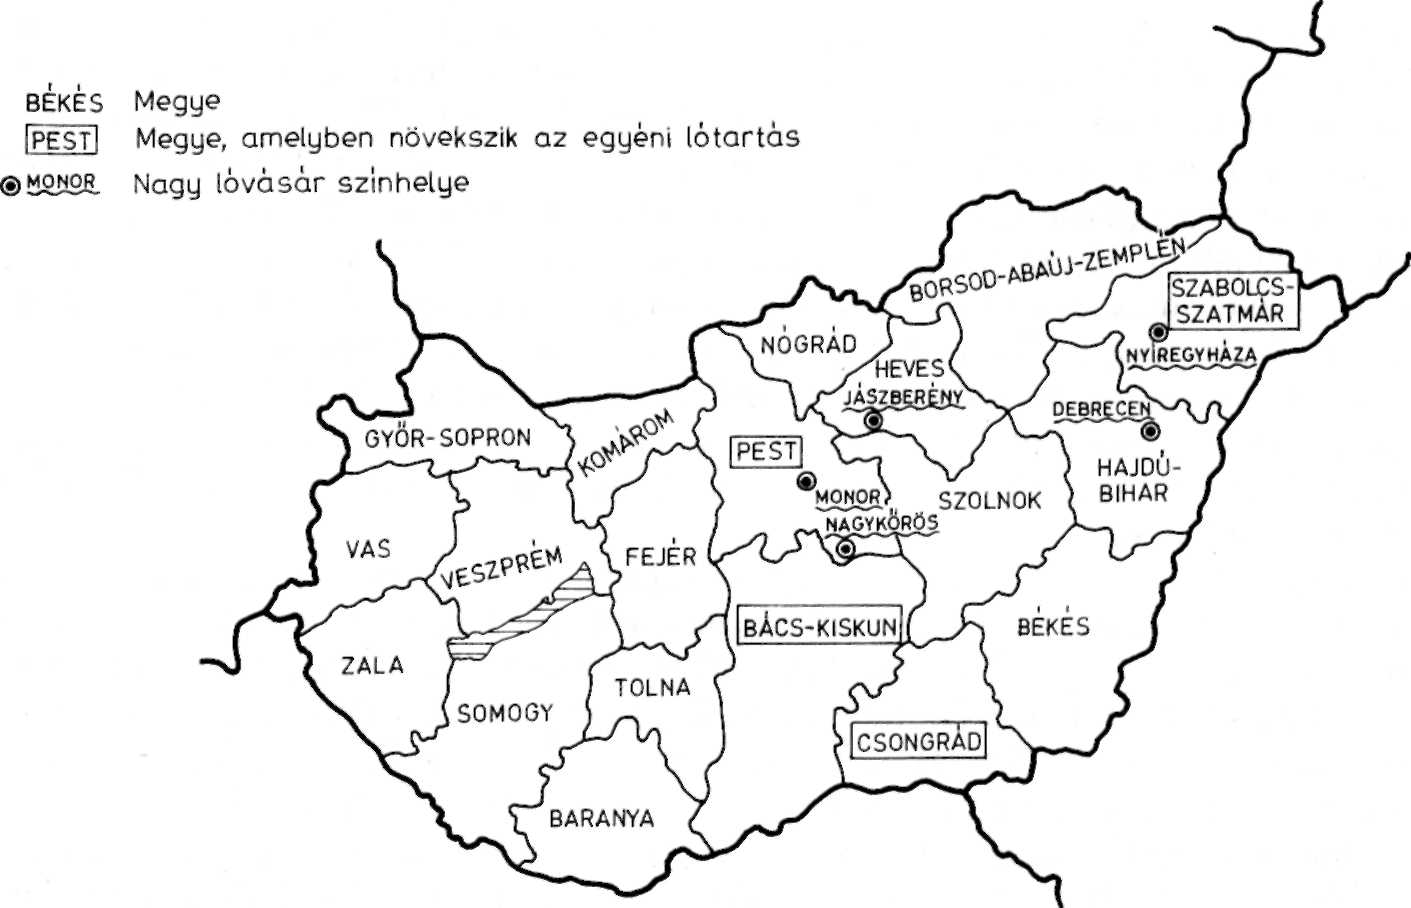 BÉKÉS Megye
PEST Megye, amelyben növekszik az egyéni lótartás
MONOR Nagy lóvásár színhelye
BORSOD-ABAÚJ-ZEMPLÉN
SZABOLCS-
SZATMÁR
NÓGRÁD
NYÍREGYHÁZA
HEVES
JÁSZBERÉNY
DEBRECEN
GYŐR-SOPRON
KOMÁROM
PEST
HAJDÚ-
BIHAR
MONOR
SZOLNOK
NAGYKŐRÖS
VAS
VESZPRÉM
FEJÉR
BÁCS-KISKUN
BÉKÉS
ZALA
TOLNA
SOMOGY
CSONGRÁD
BARANYA